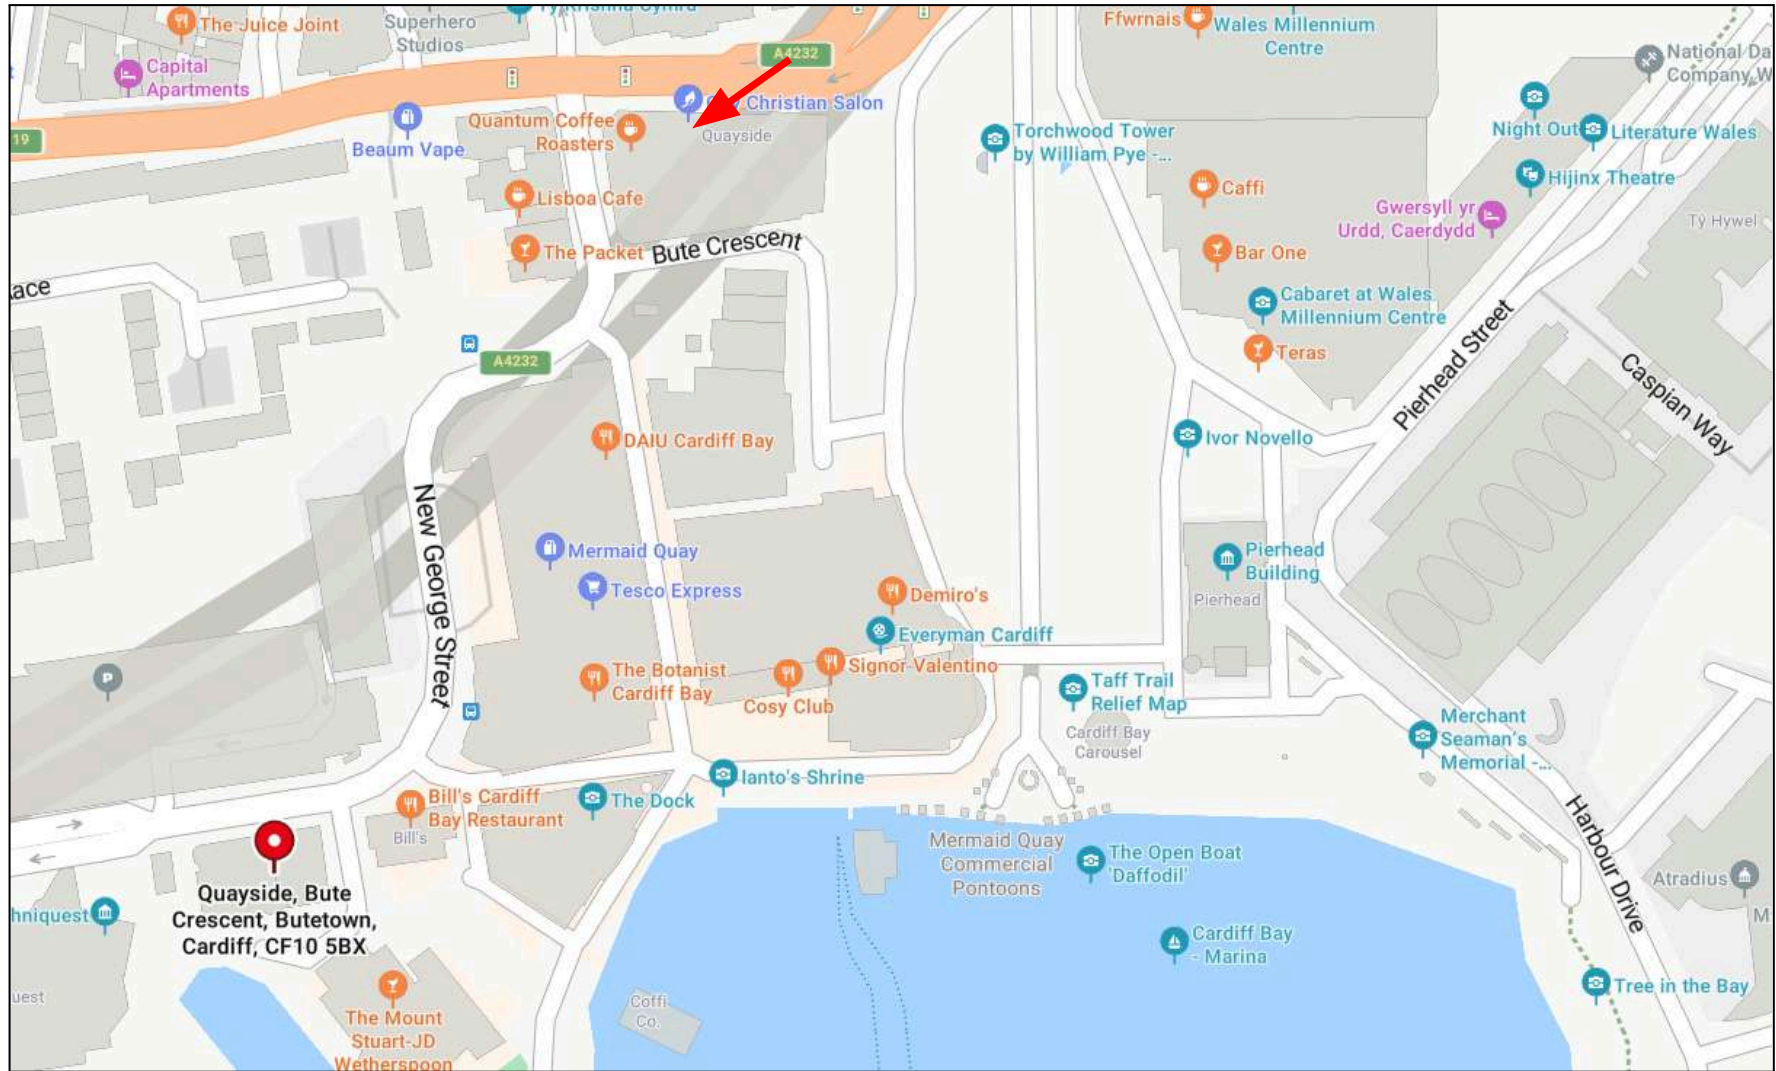 The Juice Joint
Superhero
Studios
Ty Krishna Cymru
Capital
Apartments
A4232
Ffwrnais
Wales Millennium
Centre
National Da
Company W
19
Beaum Vape
Quantum Coffee
Roasters
Christian Salon
Quayside
Torchwood Tower
by William Pye -...
Night Out
Literature Wales
Hijinx Theatre
Lisboa Cafe
Caffi
Gwersyll yr
Urdd, Caerdydd
Tŷ Hywel
The Packet
Bute Crescent
Bar One
ace
Cabaret at Wales
Millennium Centre
Teras
A4232
Pierhead Street
Caspian Way
DAIU Cardiff Bay
Ivor Novello
New George Street
Mermaid Quay
Tesco Express
Pierhead
Building
Pierhead
Demiro's
Everyman Cardiff
Signor Valentino
P
The Botanist
Cardiff Bay
Cosy Club
Taff Trail
Relief Map
Cardiff Bay
Carousel
Merchant
Seaman's
Memorial -...
Ianto's Shrine
Bill's Cardiff
Bay Restaurant
Bill's
The Dock
Harbour Drive
Mermaid Quay
Commercial
Pontoons
The Open Boat
'Daffodil'
Atradius
M
Quayside, Bute
Crescent, Butetown,
Cardiff, CF10 5BX
hniquest
Cardiff Bay
- Marina
uest
Coffi
Co.
Tree in the Bay
The Mount
Stuart-JD
Wetherspoon